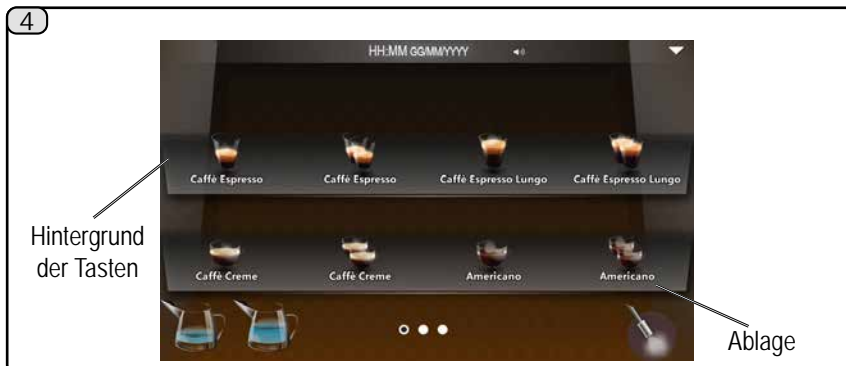 4
HH:MM GG/MM/YYYY
Caffè Espresso Caffè Espresso Caffè Espresso Lungo Caffè Espresso Lungo
Hintergrund
der Tasten
Caffè Creme Caffè Creme Americano Americano
Ablage